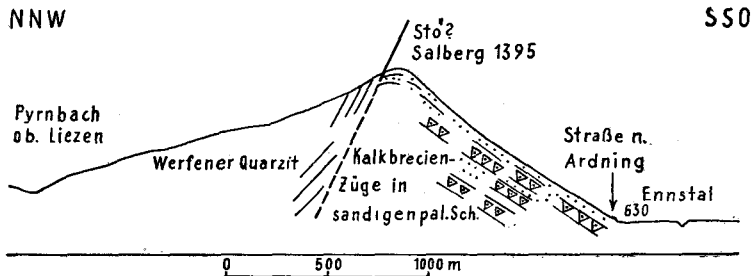 NNW
SSO
Stö?
Salberg 1395
Pyrnbach
ob. Liezen
Werfener Quarzit
Kalkbrecien-
Züge in
sandigen pal. Sch.
Straße n.
Ardning
Ennstal
630
0 500 1000 m